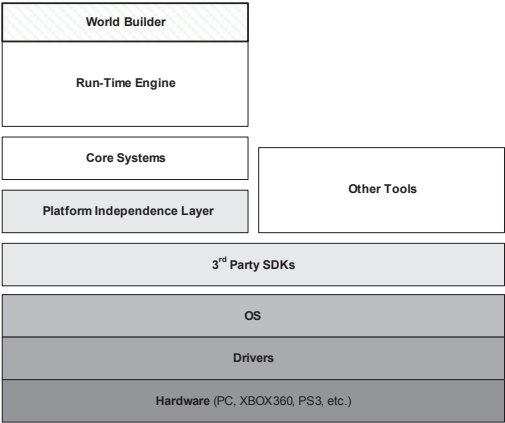 World Builder
Run-Time Engine
Core Systems
Other Tools
Platform Independence Layer
3rd Party SDKs
OS
Drivers
Hardware (PC, XBOX360, PS3, etc.)